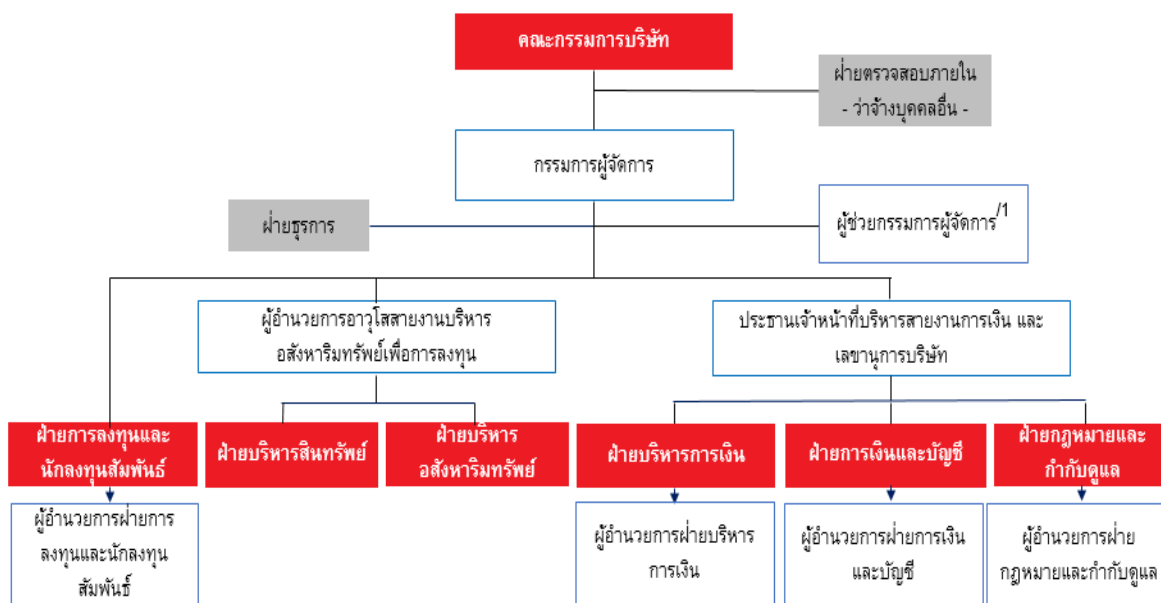 คณะกรรมการบริษัท
ฝ่ายตรวจสอบภายใน
- ว่าจ้างบุคคลอื่น -
กรรมการผู้จัดการ
ฝ่ายธุรการ
ผู้ช่วยกรรมการผู้จัดการ/1
ผู้อำนวยการอาวุโสสายงานบริหาร
อสังหาริมทรัพย์เพื่อการลงทุน
ประธานเจ้าหน้าที่บริหารสายงานการเงิน และ
เลขานุการบริษัท
ฝ่ายการลงทุนและ
นักลงทุนสัมพันธ์
ฝ่ายบริหารสินทรัพย์
ฝ่ายบริหาร
อสังหาริมทรัพย์
ฝ่ายบริหารการเงิน
ฝ่ายการเงินและบัญชี
ฝ่ายกฎหมายและ
กำกับดูแล
ผู้อำนวยการฝ่ายการ
ลงทุนและนักลงทุน
สัมพันธ์
ผู้อำนวยการฝ่ายบริหาร
การเงิน
ผู้อำนวยการฝ่ายการเงิน
และบัญชี
ผู้อำนวยการฝ่าย
กฎหมายและกำกับดูแล